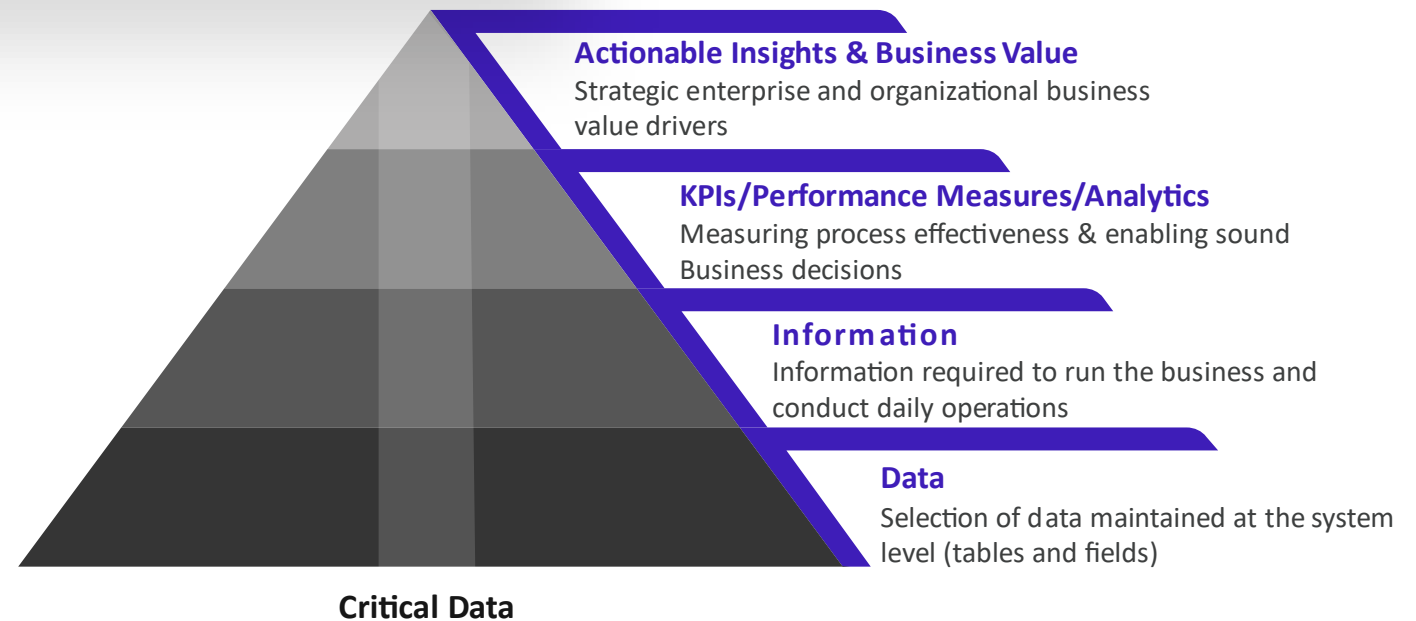 Actionable Insights & Business Value
Strategic enterprise and organizational business
value drivers
KPIs/Performance Measures/Analytics
Measuring process effectiveness & enabling sound
Business decisions
Information
Information required to run the business and
conduct daily operations
Data
Selection of data maintained at the system
level (tables and fields)
Critical Data